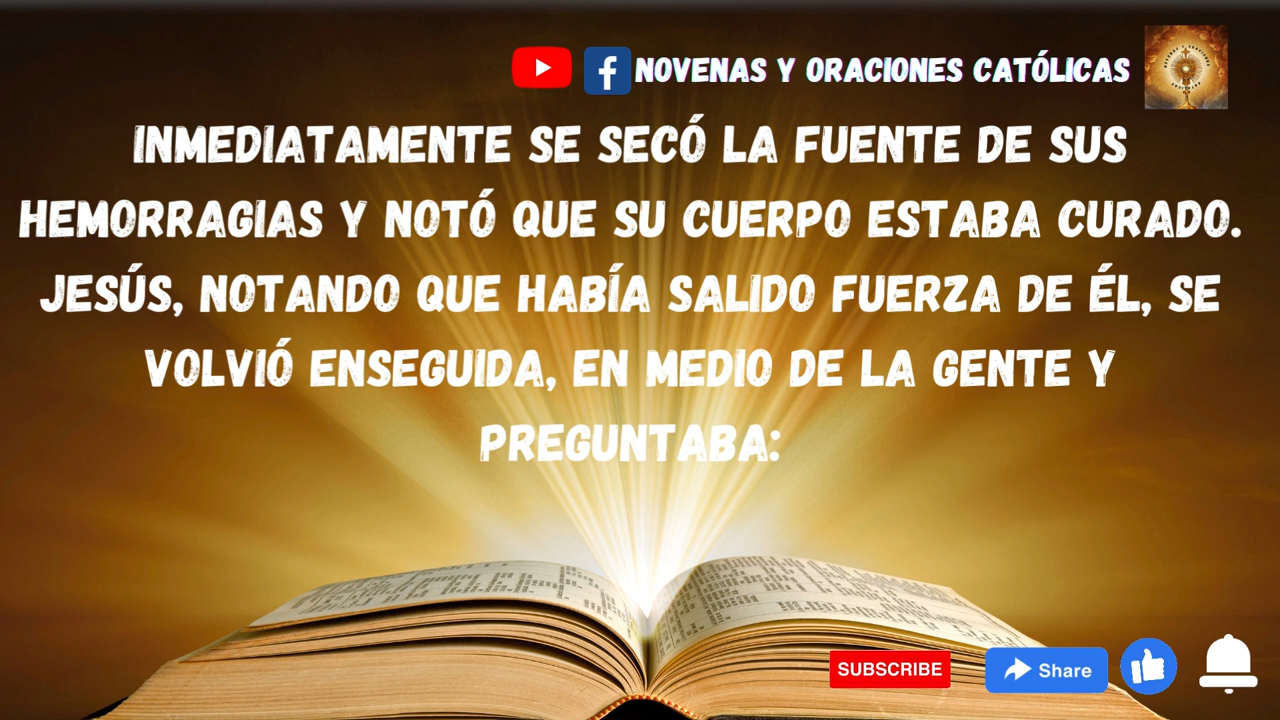 NOVENAS Y ORACIONES CATÓLICAS
INMEDIATAMENTE SE SECÓ LA FUENTE DE SUS
HEMORRAGIAS Y NOTÓ QUE SU CUERPO ESTABA CURADO.
JESÚS, NOTANDO QUE HABÍA SALIDO FUERZA DE ÉL, SE
VOLVIÓ ENSEGUIDA, EN MEDIO DE LA GENTE Y
PREGUNTABA:
SUBSCRIBE
Share